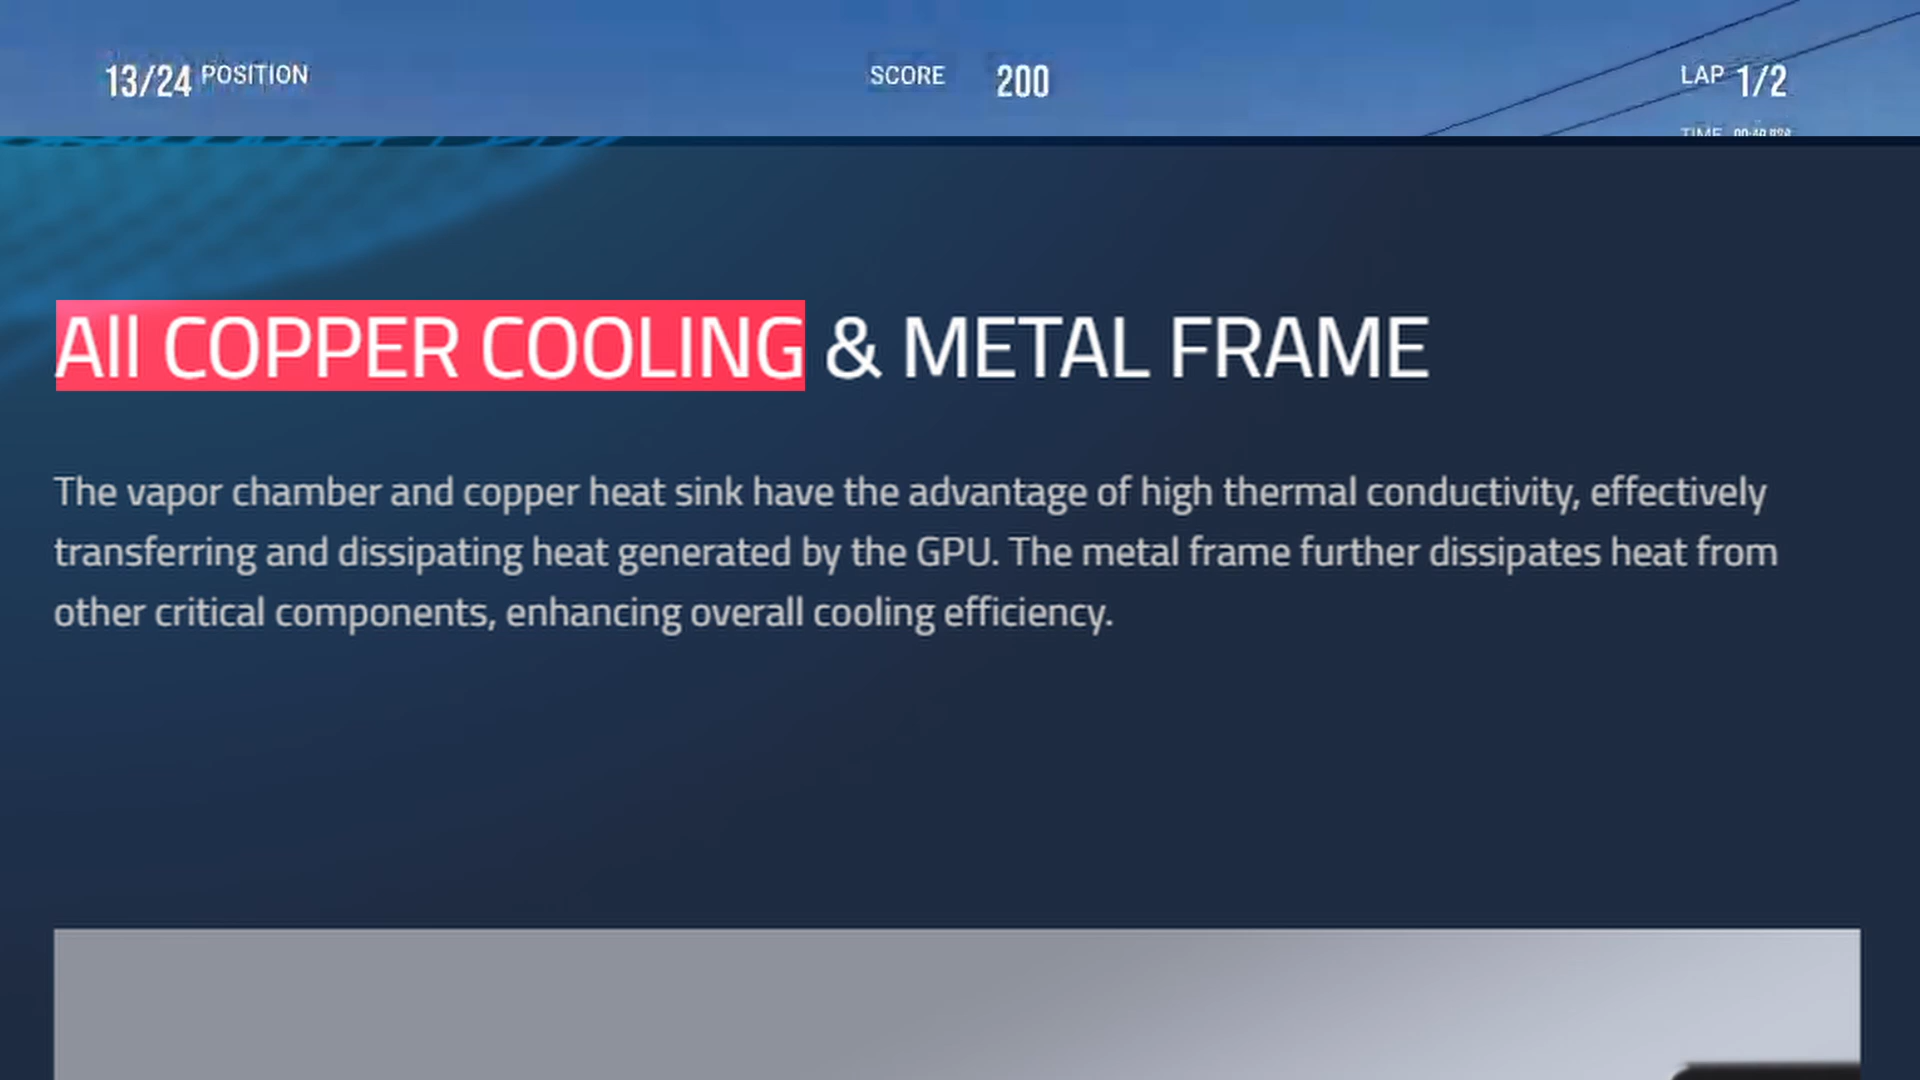 13/24 POSITION SCORE 200 LAP 1/2
TIME
All COPPER COOLING & METAL FRAME
The vapor chamber and copper heat sink have the advantage of high thermal conductivity, effectively
transferring and dissipating heat generated by the GPU. The metal frame further dissipates heat from
other critical components, enhancing overall cooling efficiency.